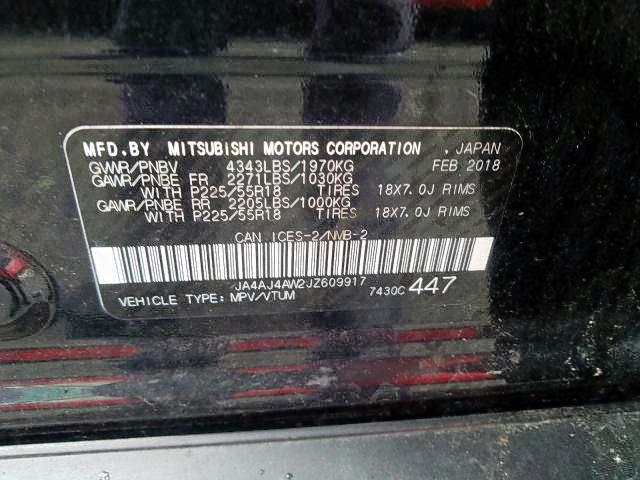 MFD.BY MITSUBISHI MOTORS CORPORATION , JAPAN
GVWR/PNBV 4343LBS/1970KG FEB 2018
GAWR/PNBE FR 2271LBS/1030KG
WITH P225/55R18 TIRES 18X7.0J RIMS
GAWR/PNBE RR 2205LBS/1000KG
WITH P225/55R18 TIRES 18X7.0J RIMS
CAN ICES-2/NMB-2
JA4AJ4AW2JZ609917
VEHICLE TYPE: MPV/VTUM 7430C 447